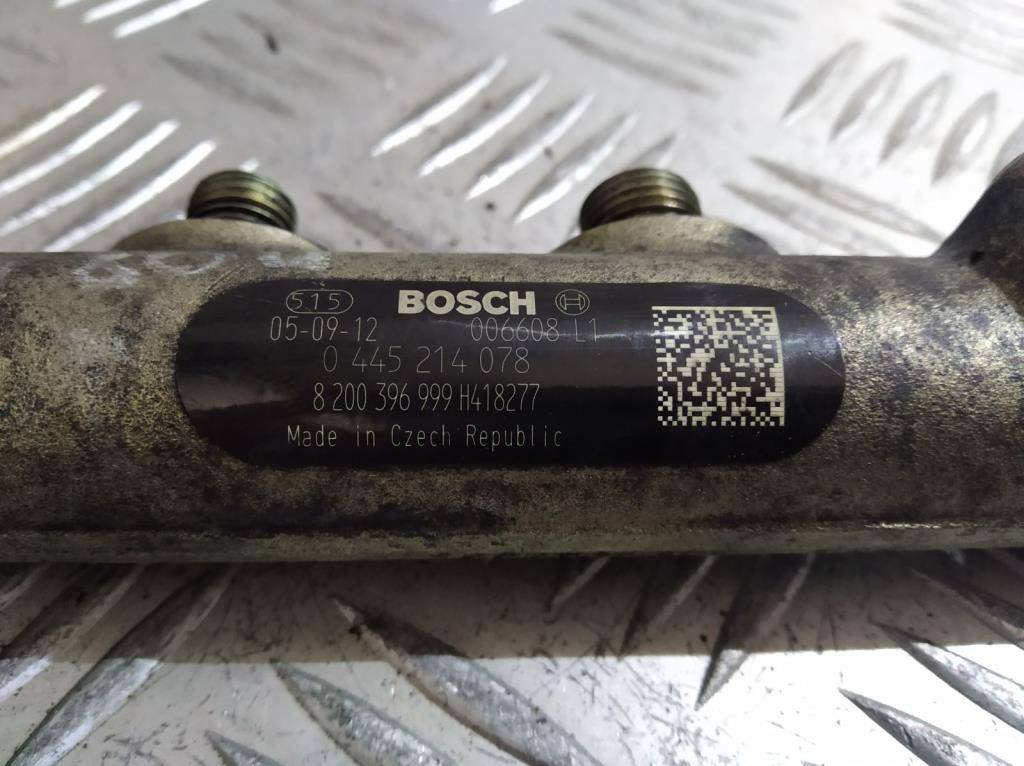 515 BOSCH
05-09-12 006608 L1
0 445 214 078
8 200 396 999 H418277
Made in Czech Republic